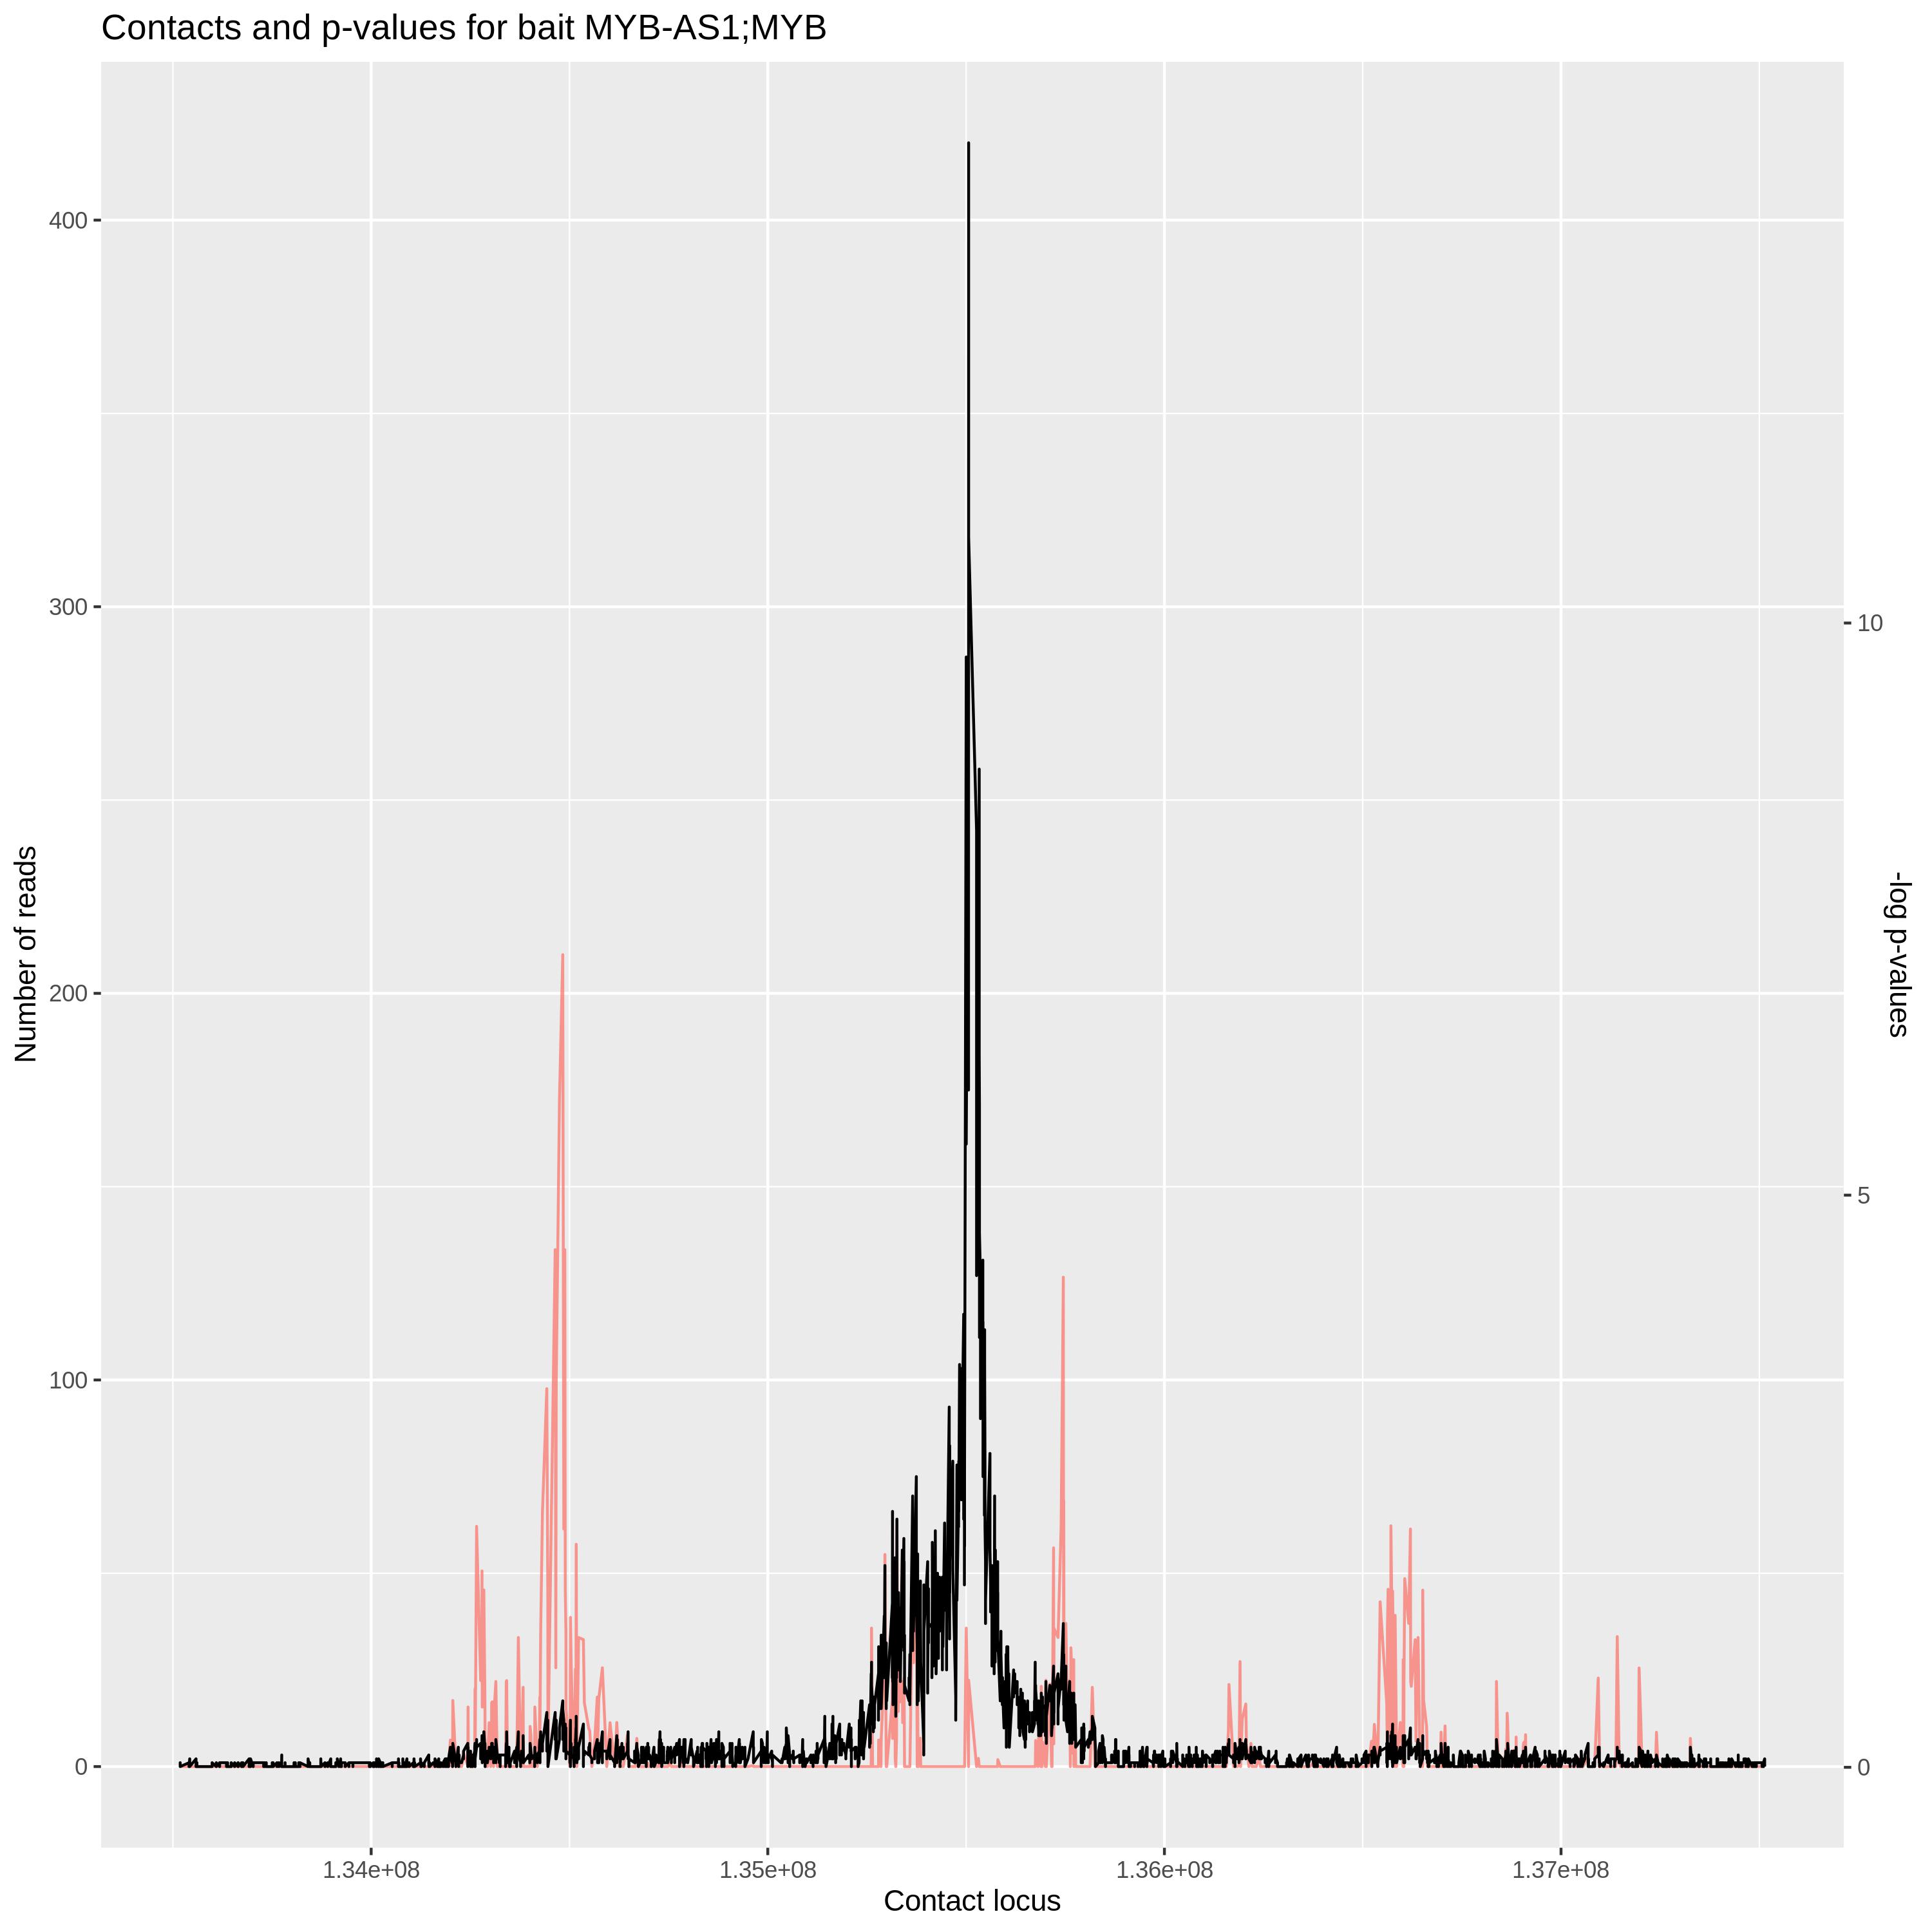 Contacts and p-values for bait MYB-AS1;MYB
400
300
200
100
0
Number of reads
10
5
0
-log p-values
1.34e+08
1.35e+08
1.36e+08
1.37e+08
Contact locus